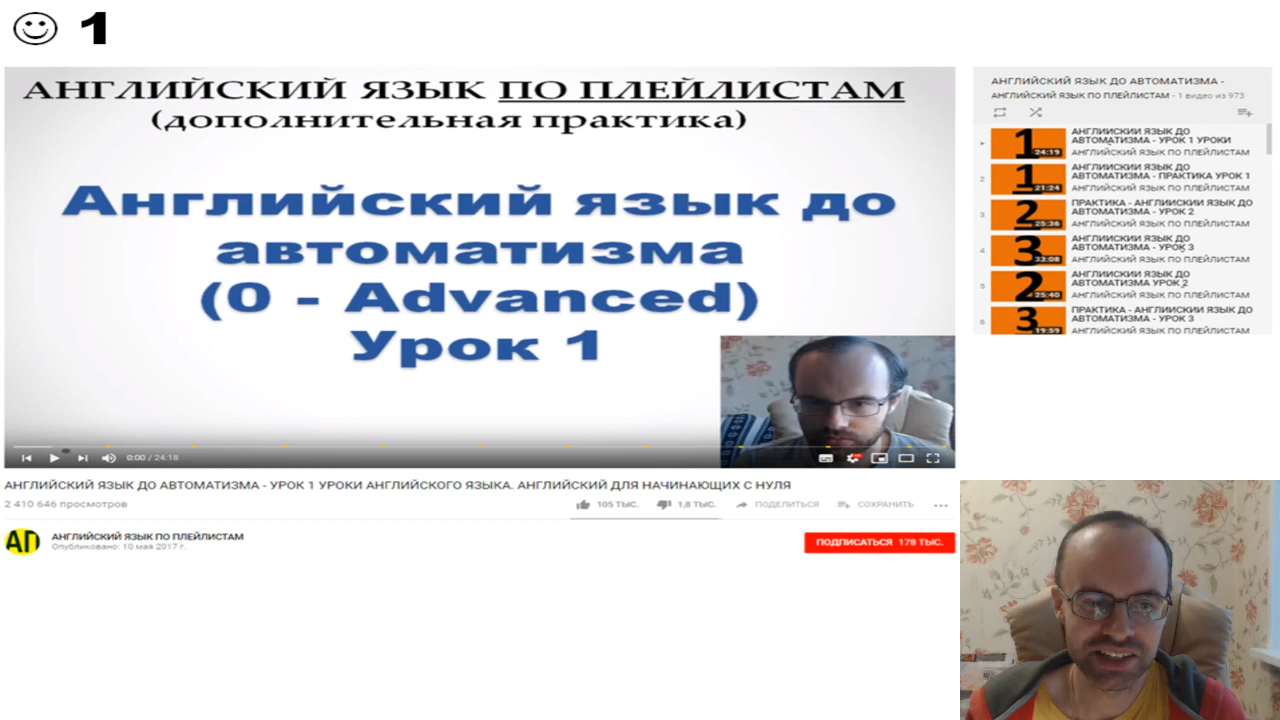 1
АНГЛИЙСКИЙ ЯЗЫК ПО ПЛЕЙЛИСТАМ
(дополнительная практика)
Английский язык до
автоматизма
(0 - Advanced)
Урок 1
0:00 / 24:18
АНГЛИЙСКИЙ ЯЗЫК ДО АВТОМАТИЗМА - УРОК 1 УРОКИ АНГЛИЙСКОГО ЯЗЫКА. АНГЛИЙСКИЙ ДЛЯ НАЧИНАЮЩИХ С НУЛЯ
2 410 646 просмотров
105 ТЫС.
1,8 ТЫС.
ПОДЕЛИТЬСЯ
СОХРАНИТЬ
АП
АНГЛИЙСКИЙ ЯЗЫК ПО ПЛЕЙЛИСТАМ
Опубликовано: 10 мая 2017 г.
ПОДПИСАТЬСЯ 178 ТЫС.
АНГЛИЙСКИЙ ЯЗЫК ДО АВТОМАТИЗМА -
АНГЛИЙСКИЙ ЯЗЫК ПО ПЛЕЙЛИСТАМ - 1 видео из 973
1
24:19
АНГЛИЙСКИЙ ЯЗЫК ДО
АВТОМАТИЗМА - УРОК 1 УРОКИ
АНГЛИЙСКИЙ ЯЗЫК ПО ПЛЕЙЛИСТАМ
2
1
21:24
АНГЛИЙСКИЙ ЯЗЫК ДО
АВТОМАТИЗМА - ПРАКТИКА УРОК 1
АНГЛИЙСКИЙ ЯЗЫК ПО ПЛЕЙЛИСТАМ
3
2
25:36
ПРАКТИКА - АНГЛИЙСКИЙ ЯЗЫК ДО
АВТОМАТИЗМА - УРОК 2
АНГЛИЙСКИЙ ЯЗЫК ПО ПЛЕЙЛИСТАМ
4
3
33:08
АНГЛИЙСКИЙ ЯЗЫК ДО
АВТОМАТИЗМА - УРОК 3
АНГЛИЙСКИЙ ЯЗЫК ПО ПЛЕЙЛИСТАМ
5
2
25:40
АНГЛИЙСКИЙ ЯЗЫК ДО
АВТОМАТИЗМА УРОК 2
АНГЛИЙСКИЙ ЯЗЫК ПО ПЛЕЙЛИСТАМ
6
3
19:59
ПРАКТИКА - АНГЛИЙСКИЙ ЯЗЫК ДО
АВТОМАТИЗМА - УРОК 3
АНГЛИЙСКИЙ ЯЗЫК ПО ПЛЕЙЛИСТАМ